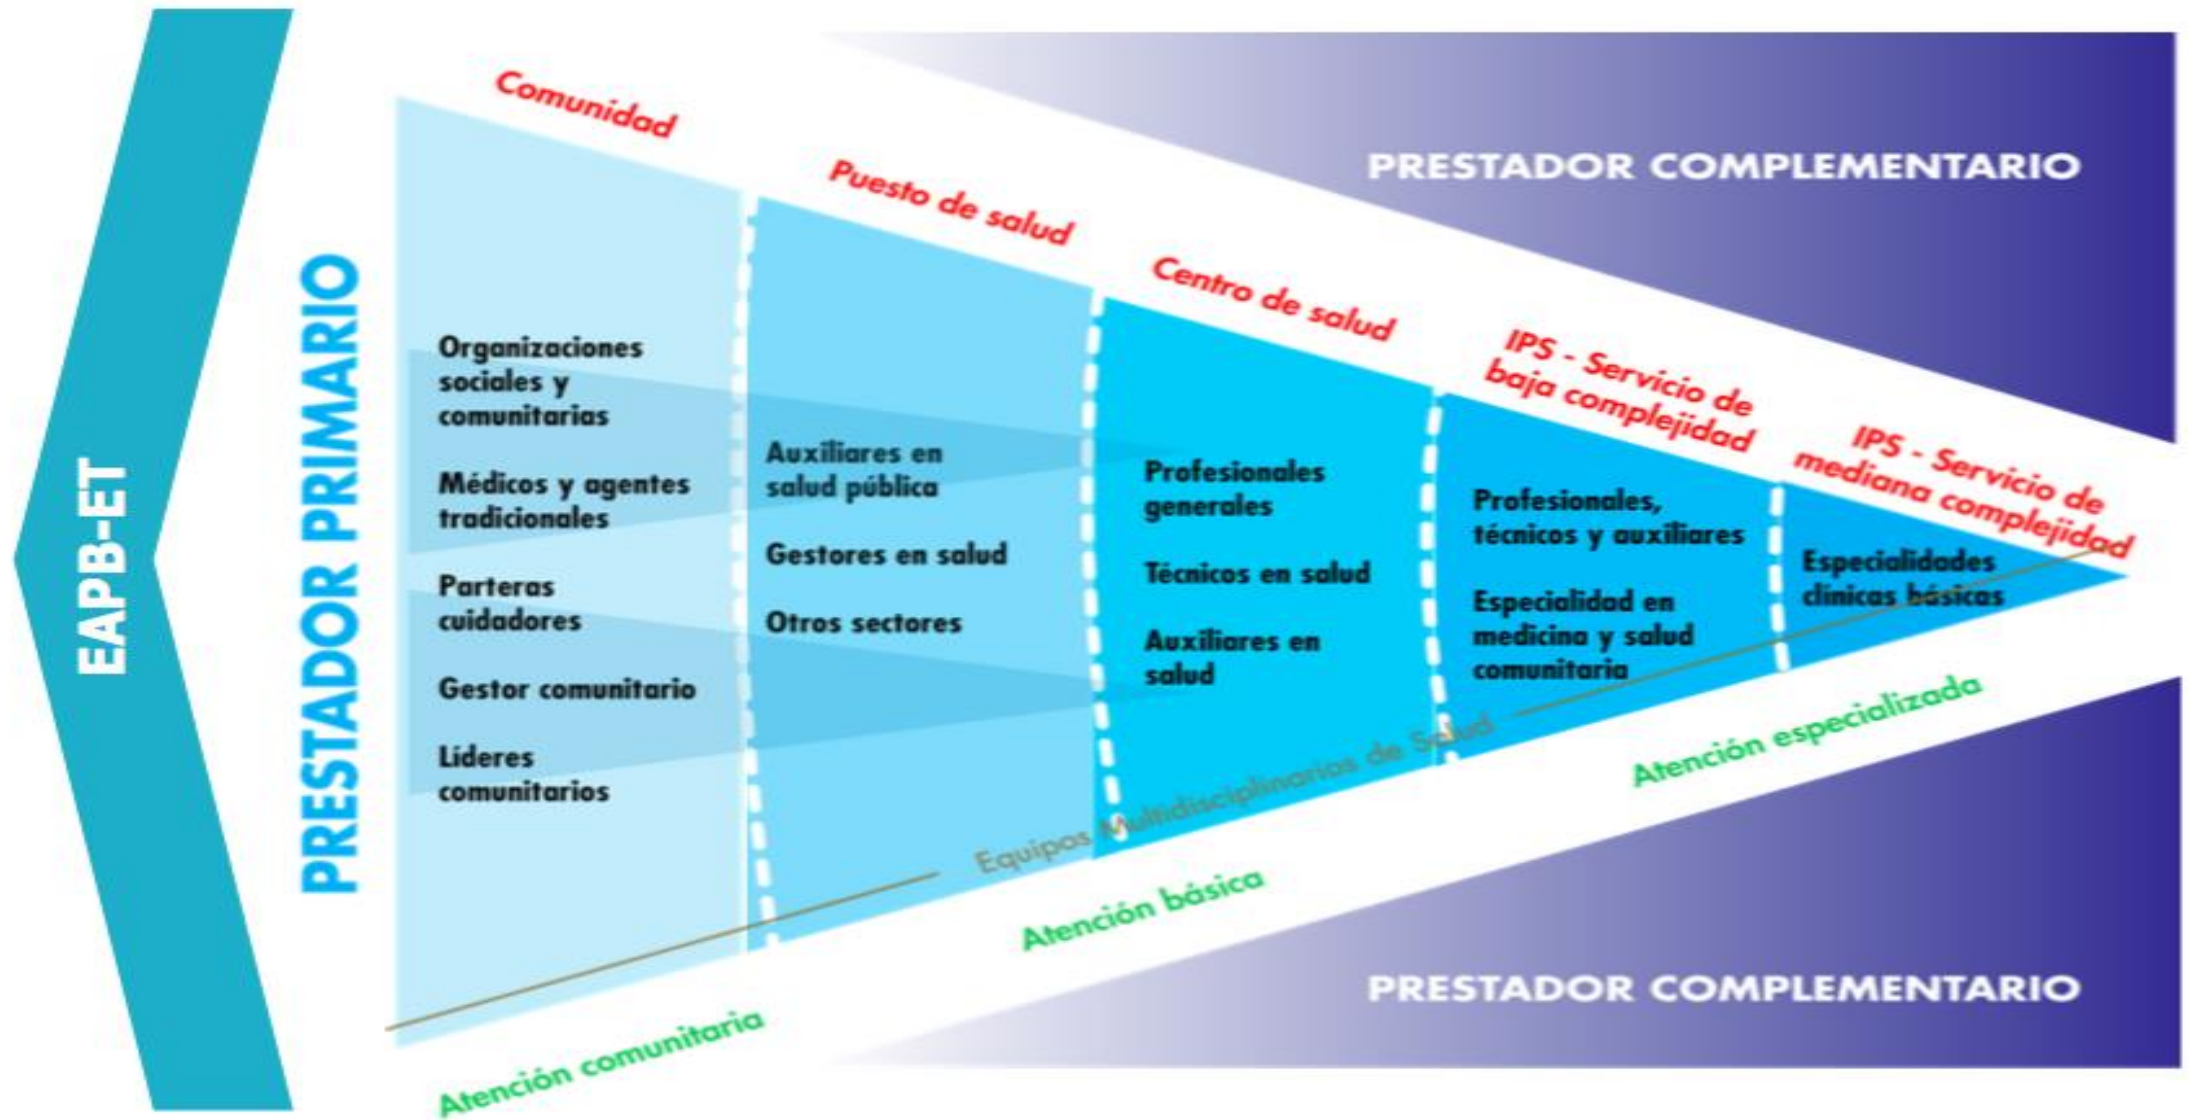 EAPB-ET
PRESTADOR PRIMARIO
Comunidad
Organizaciones
sociales y
comunitarias
Médicos y agentes
tradicionales
Parteras
cuidadores
Gestor comunitario
Líderes
comunitarios
Puesto de salud
Auxiliares en
salud pública
Gestores en salud
Otros sectores
Centro de salud
Profesionales
generales
Técnicos en salud
Auxiliares en
salud
IPS - Servicio de
baja complejidad
Profesionales,
técnicos y auxiliares
Especialidad en
medicina y salud
comunitaria
IPS - Servicio de
mediana complejidad
Especialidades
clínicas básicas
Equipos Multidisciplinarios de Salud
Atención comunitaria
Atención básica
Atención especializada
PRESTADOR COMPLEMENTARIO
PRESTADOR COMPLEMENTARIO